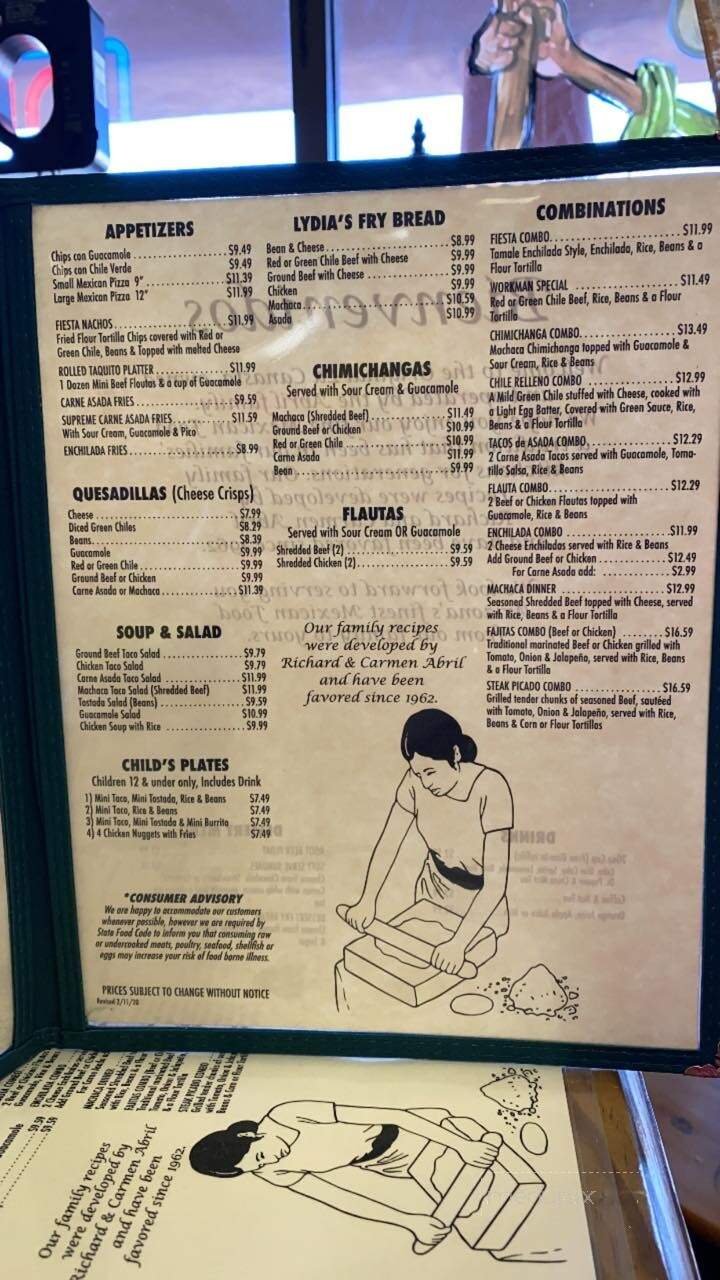 APPETIZERS
Chips con Guacamole $9.49
Chips con Chile Verde $9.49
Small Mexican Pizza 9" $11.39
Large Mexican Pizza 12" $11.99
FIESTA NACHOS $11.99
Fried Flour Tortilla Chips covered with Red or
Green Chile, Beans & Topped with melted Cheese
ROLLED TAQUITO PLATTER $11.99
1 Dozen Mini Beef Flautas & a cup of Guacamole
CARNE ASADA FRIES $9.59
SUPREME CARNE ASADA FRIES $11.59
With Sour Cream, Guacamole & Pico
ENCHILADA FRIES $8.99
QUESADILLAS (Cheese Crisps)
Cheese $7.99
Diced Green Chiles $8.29
Beans $8.39
Guacamole $9.99
Red or Green Chile $9.99
Ground Beef or Chicken $9.99
Carne Asada or Machaca $11.39
SOUP & SALAD
Ground Beef Taco Salad $9.79
Chicken Taco Salad $9.79
Carne Asada Taco Salad $11.99
Machaca Taco Salad (Shredded Beef) $11.99
Tostada Salad (Beans) $9.59
Guacamole Salad $10.99
Chicken Soup with Rice $9.99
CHILD'S PLATES
Children 12 & under only, Includes Drink
1) Mini Taco, Mini Tostada, Rice & Beans $7.49
2) Mini Taco, Rice & Beans $7.49
3) Mini Taco, Mini Tostada & Mini Burrito $7.49
4) 4 Chicken Nuggets with Fries $7.49
*CONSUMER ADVISORY
We are happy to accommodate our customers
whenever possible, however we are required by
State Food Code to inform you that consuming raw
or undercooked meats, poultry, seafood, shellfish or
eggs may increase your risk of food borne illness.
PRICES SUBJECT TO CHANGE WITHOUT NOTICE
Revised 2/11/20
LYDIA'S FRY BREAD
Bean & Cheese $8.99
Red or Green Chile Beef with Cheese $9.99
Ground Beef with Cheese $9.99
Chicken $9.99
Machaca $10.59
Asada $10.99
CHIMICHANGAS
Served with Sour Cream & Guacamole
Machaca (Shredded Beef) $11.49
Ground Beef or Chicken $10.99
Red or Green Chile $10.99
Carne Asada $11.99
Bean $9.99
FLAUTAS
Served with Sour Cream OR Guacamole
Shredded Beef (2) $9.59
Shredded Chicken (2) $9.59
Our family recipes
were developed by
Richard & Carmen Abril
and have been
favored since 1962.
COMBINATIONS
FIESTA COMBO $11.99
Tamale Enchilada Style, Enchilada, Rice, Beans & a
Flour Tortilla
WORKMAN SPECIAL $11.49
Red or Green Chile Beef, Rice, Beans & a Flour
Tortilla
CHIMICHANGA COMBO $13.49
Machaca Chimichanga topped with Guacamole &
Sour Cream, Rice & Beans
CHILE RELLENO COMBO $12.99
A Mild Green Chile stuffed with Cheese, cooked with
a Light Egg Batter, Covered with Green Sauce, Rice,
Beans & a Flour Tortilla
TACOS de ASADA COMBO $12.29
2 Carne Asada Tacos served with Guacamole, Toma-
tillo Salsa, Rice & Beans
FLAUTA COMBO $12.29
2 Beef or Chicken Flautas topped with
Guacamole, Rice & Beans
ENCHILADA COMBO $11.99
2 Cheese Enchiladas served with Rice & Beans
Add Ground Beef or Chicken $12.49
For Carne Asada add: $2.99
MACHACA DINNER $12.99
Seasoned Shredded Beef topped with Cheese, served
with Rice, Beans & a Flour Tortilla
FAJITAS COMBO (Beef or Chicken) $16.59
Traditional marinated Beef or Chicken grilled with
Tomato, Onion & Jalapeño, served with Rice, Beans
& a Flour Tortilla
STEAK PICADO COMBO $16.59
Grilled tender chunks of seasoned Beef, sautéed
with Tomato, Onion & Jalapeño, served with Rice,
Beans & Corn or Flour Tortillas
Our family recipes
were developed by
Richard & Carmen Abril
and have been
favored since 1962.